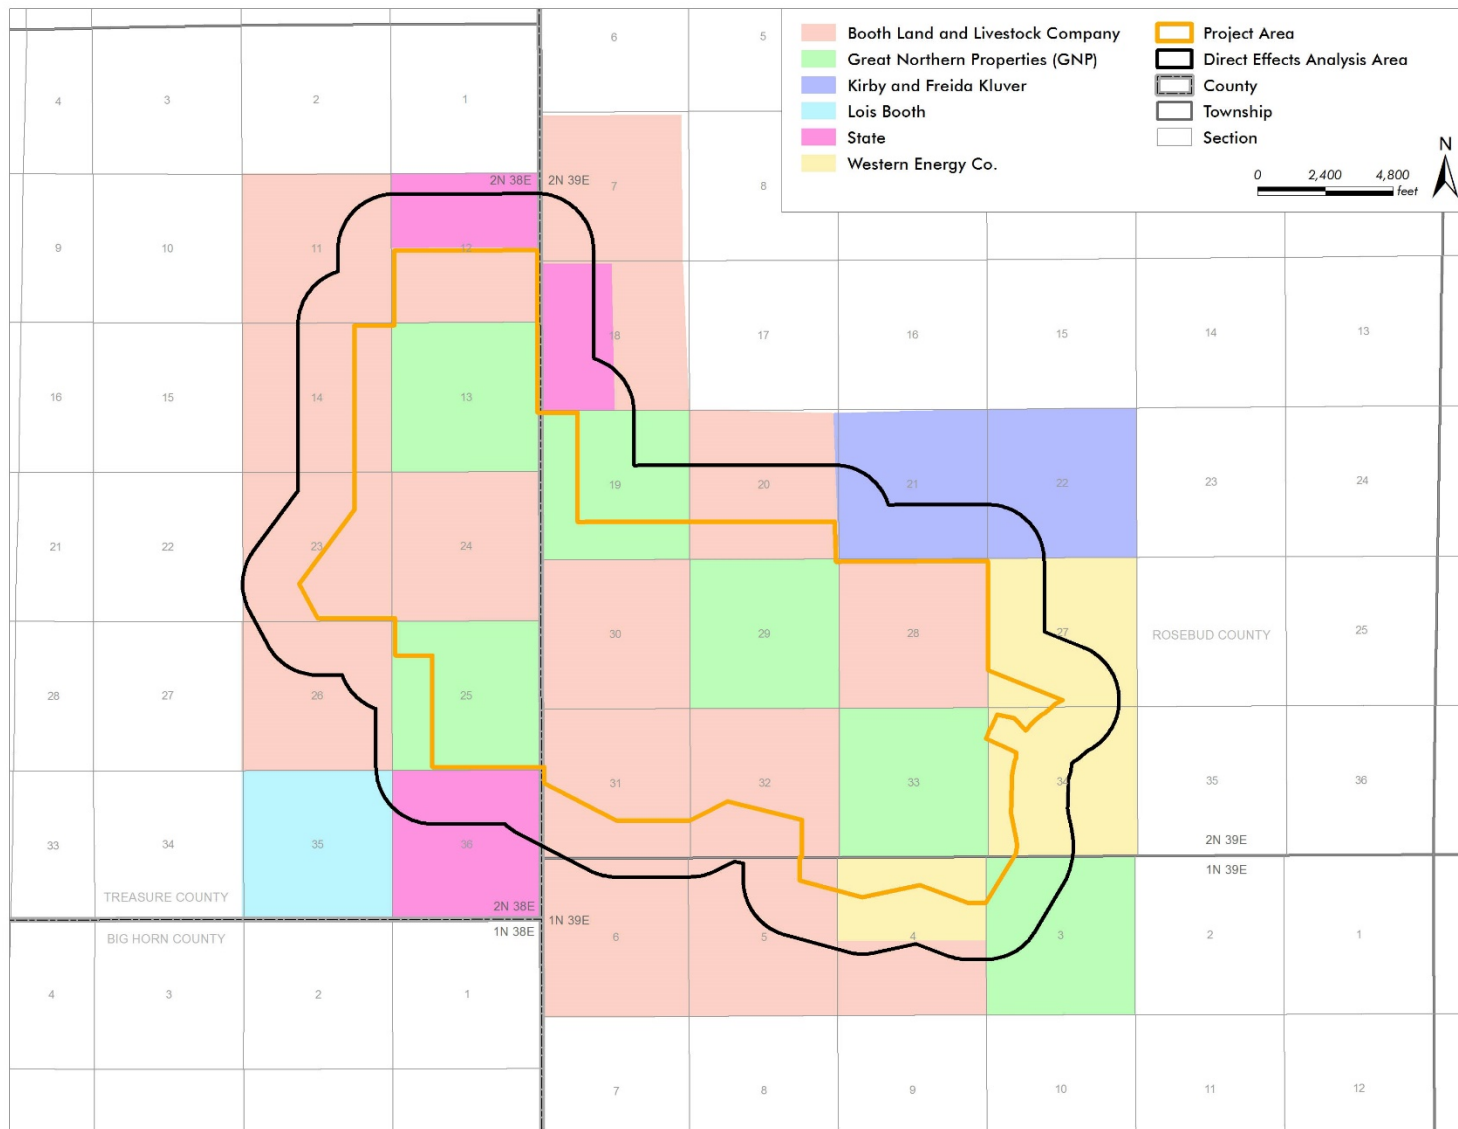 6 5
Booth Land and Livestock Company
Great Northern Properties (GNP)
Kirby and Freida Kluver
Lois Booth
State
Western Energy Co.
Project Area
Direct Effects Analysis Area
County
Township
Section
N
0 2,400 4,800
feet
4 3 2 1
2N 38E 2N 39E
7 8
9 10 11 12
18 17 16 15 14 13
16 15 14 13
19 20 21 22 23 24
21 22 23 24
30 29 28 27 ROSEBUD COUNTY 25
28 27 26 25
31 32 33 34 35 36
33 34 35 36
2N 39E
1N 39E
TREASURE COUNTY
2N 38E
1N 38E
1N 39E
BIG HORN COUNTY
6 5 4 3 2 1
4 3 2 1
7 8 9 10 11 12